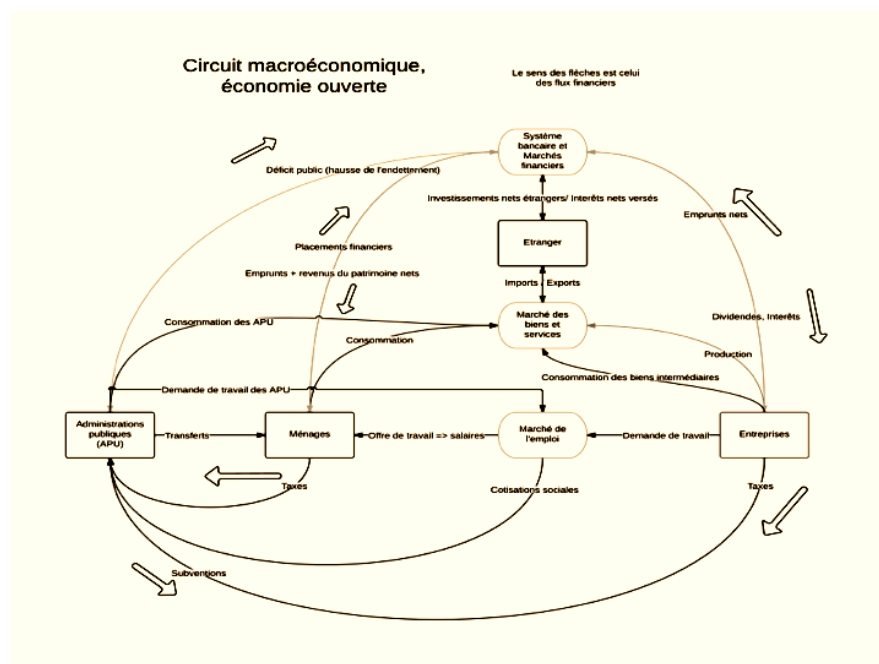 Circuit macroéconomique,
économie ouverte
Le sens des flèches est celui
des flux financiers
Système
bancaire et
Marchés
financiers
Déficit public (hausse de l'endettement)
Investissements nets étrangers/ Interêts nets versés
Emprunts nets
Etranger
Placements financiers
Emprunts + revenus du patrimoine nets
Imports / Exports
Marché des
biens et
services
Consommation des APU
Consommation
Dividendes, Interêts
Production
Consommation des biens intermédiaires
Demande de travail des APU
Administrations
publiques
(APU)
Transferts
Ménages
Offre de travail => salaires
Marché de
l'emploi
Demande de travail
Entreprises
Taxes
Cotisations sociales
Taxes
Subventions